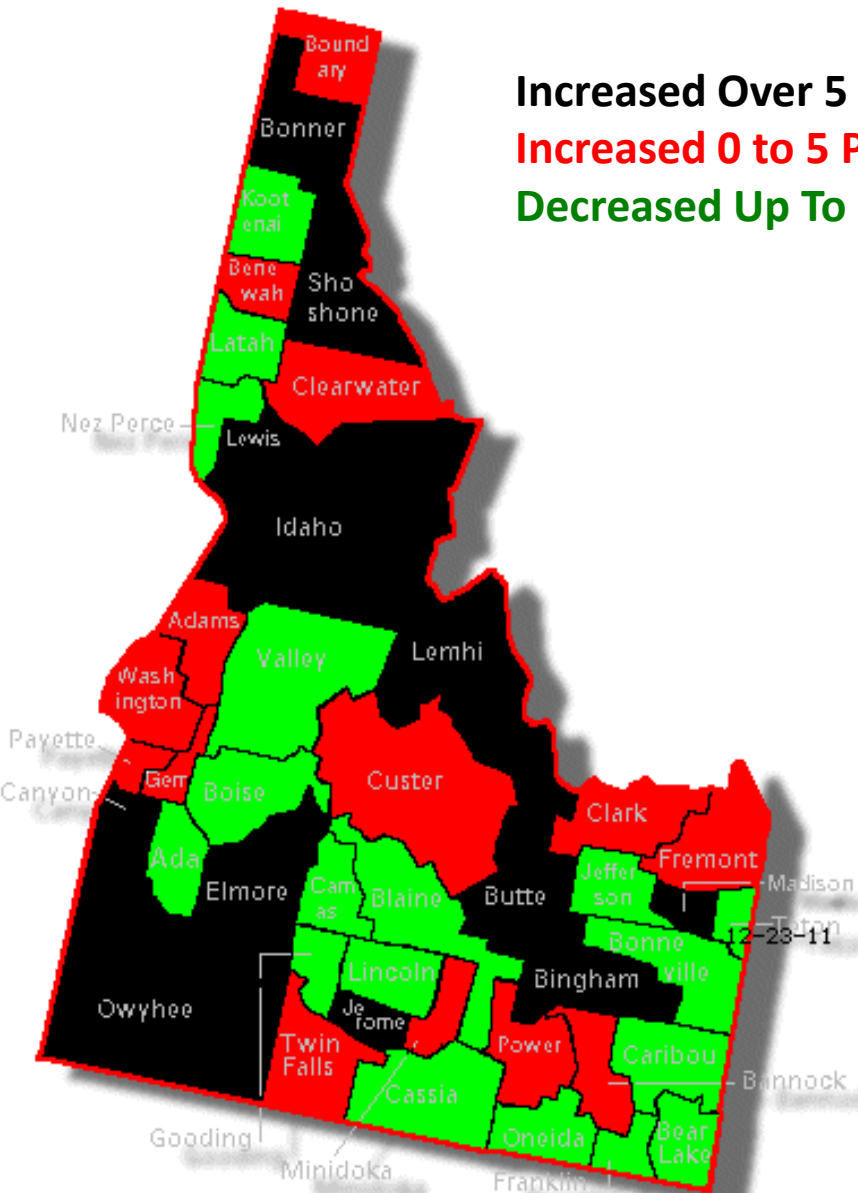 Increased Over 5
Increased 0 to 5 P
Decreased Up To
Bound
ary
Bonner
Koot
enai
Bene
wah
Sho
shone
Latah
Clearwater
Nez Perce
Lewis
Idaho
Adams
Valley
Lemhi
Wash
ington
Payette
Gem
Canyon
Boise
Custer
Clark
Ada
Elmore
Cam
as
Blaine
Butte
Jeffer
son
Fremont
Madison
Teton
12-23-11
Bonne
ville
Lincoln
Bingham
Owyhee
Je
rome
Twin
Falls
Power
Caribou
Cassia
Bannock
Gooding
Oneida
Bear
Lake
Minidoka
Franklin